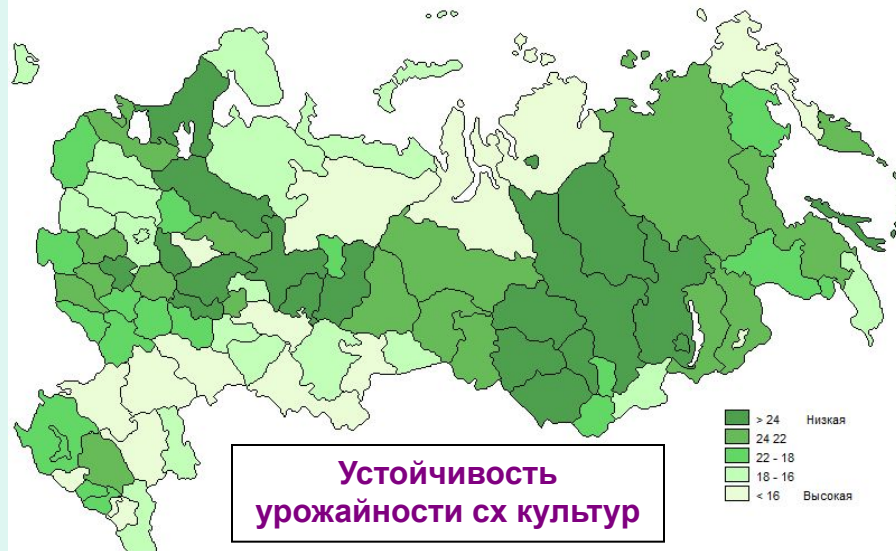 > 24 Низкая
24 22
22 - 18
18 - 16
< 16 Высокая
Устойчивость
урожайности сх культур